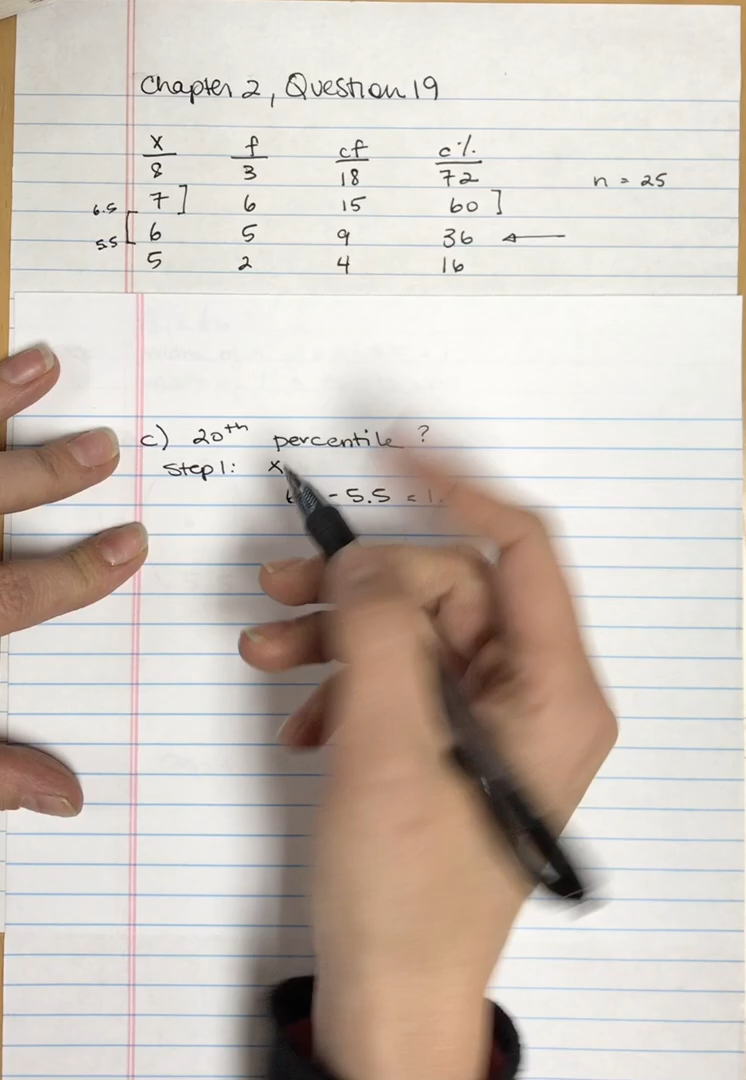 Chapter 2, Question 19
x f cf c%
8 3 18 72
n = 25
7 ] 6 15 60 ]
6.5
5.5 [ 6 5 9 36 ←
5 2 4 16
c) 20th percentile ?
Step 1: x
- 5.5 = 1.